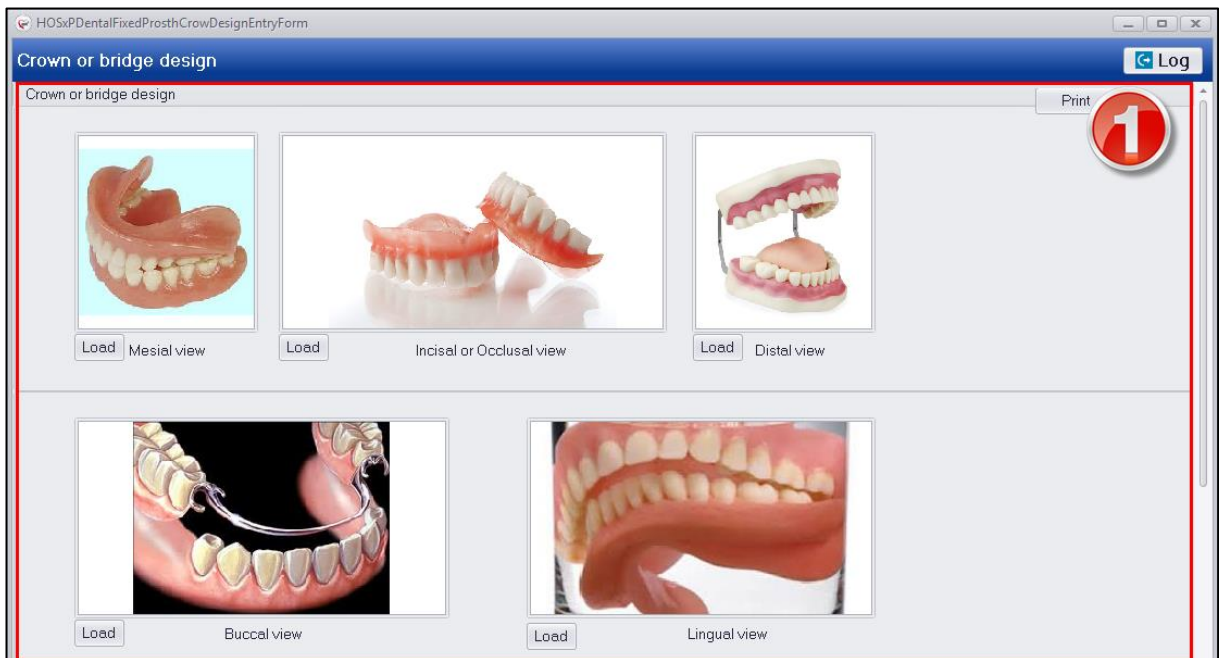 HOSxPDentalFixedProsthCrowDesignEntryForm
Crown or bridge design
Log
Crown or bridge design
Print
1
Load Mesial view
Load Incisal or Occlusal view
Load Distal view
Load Buccal view
Load Lingual view